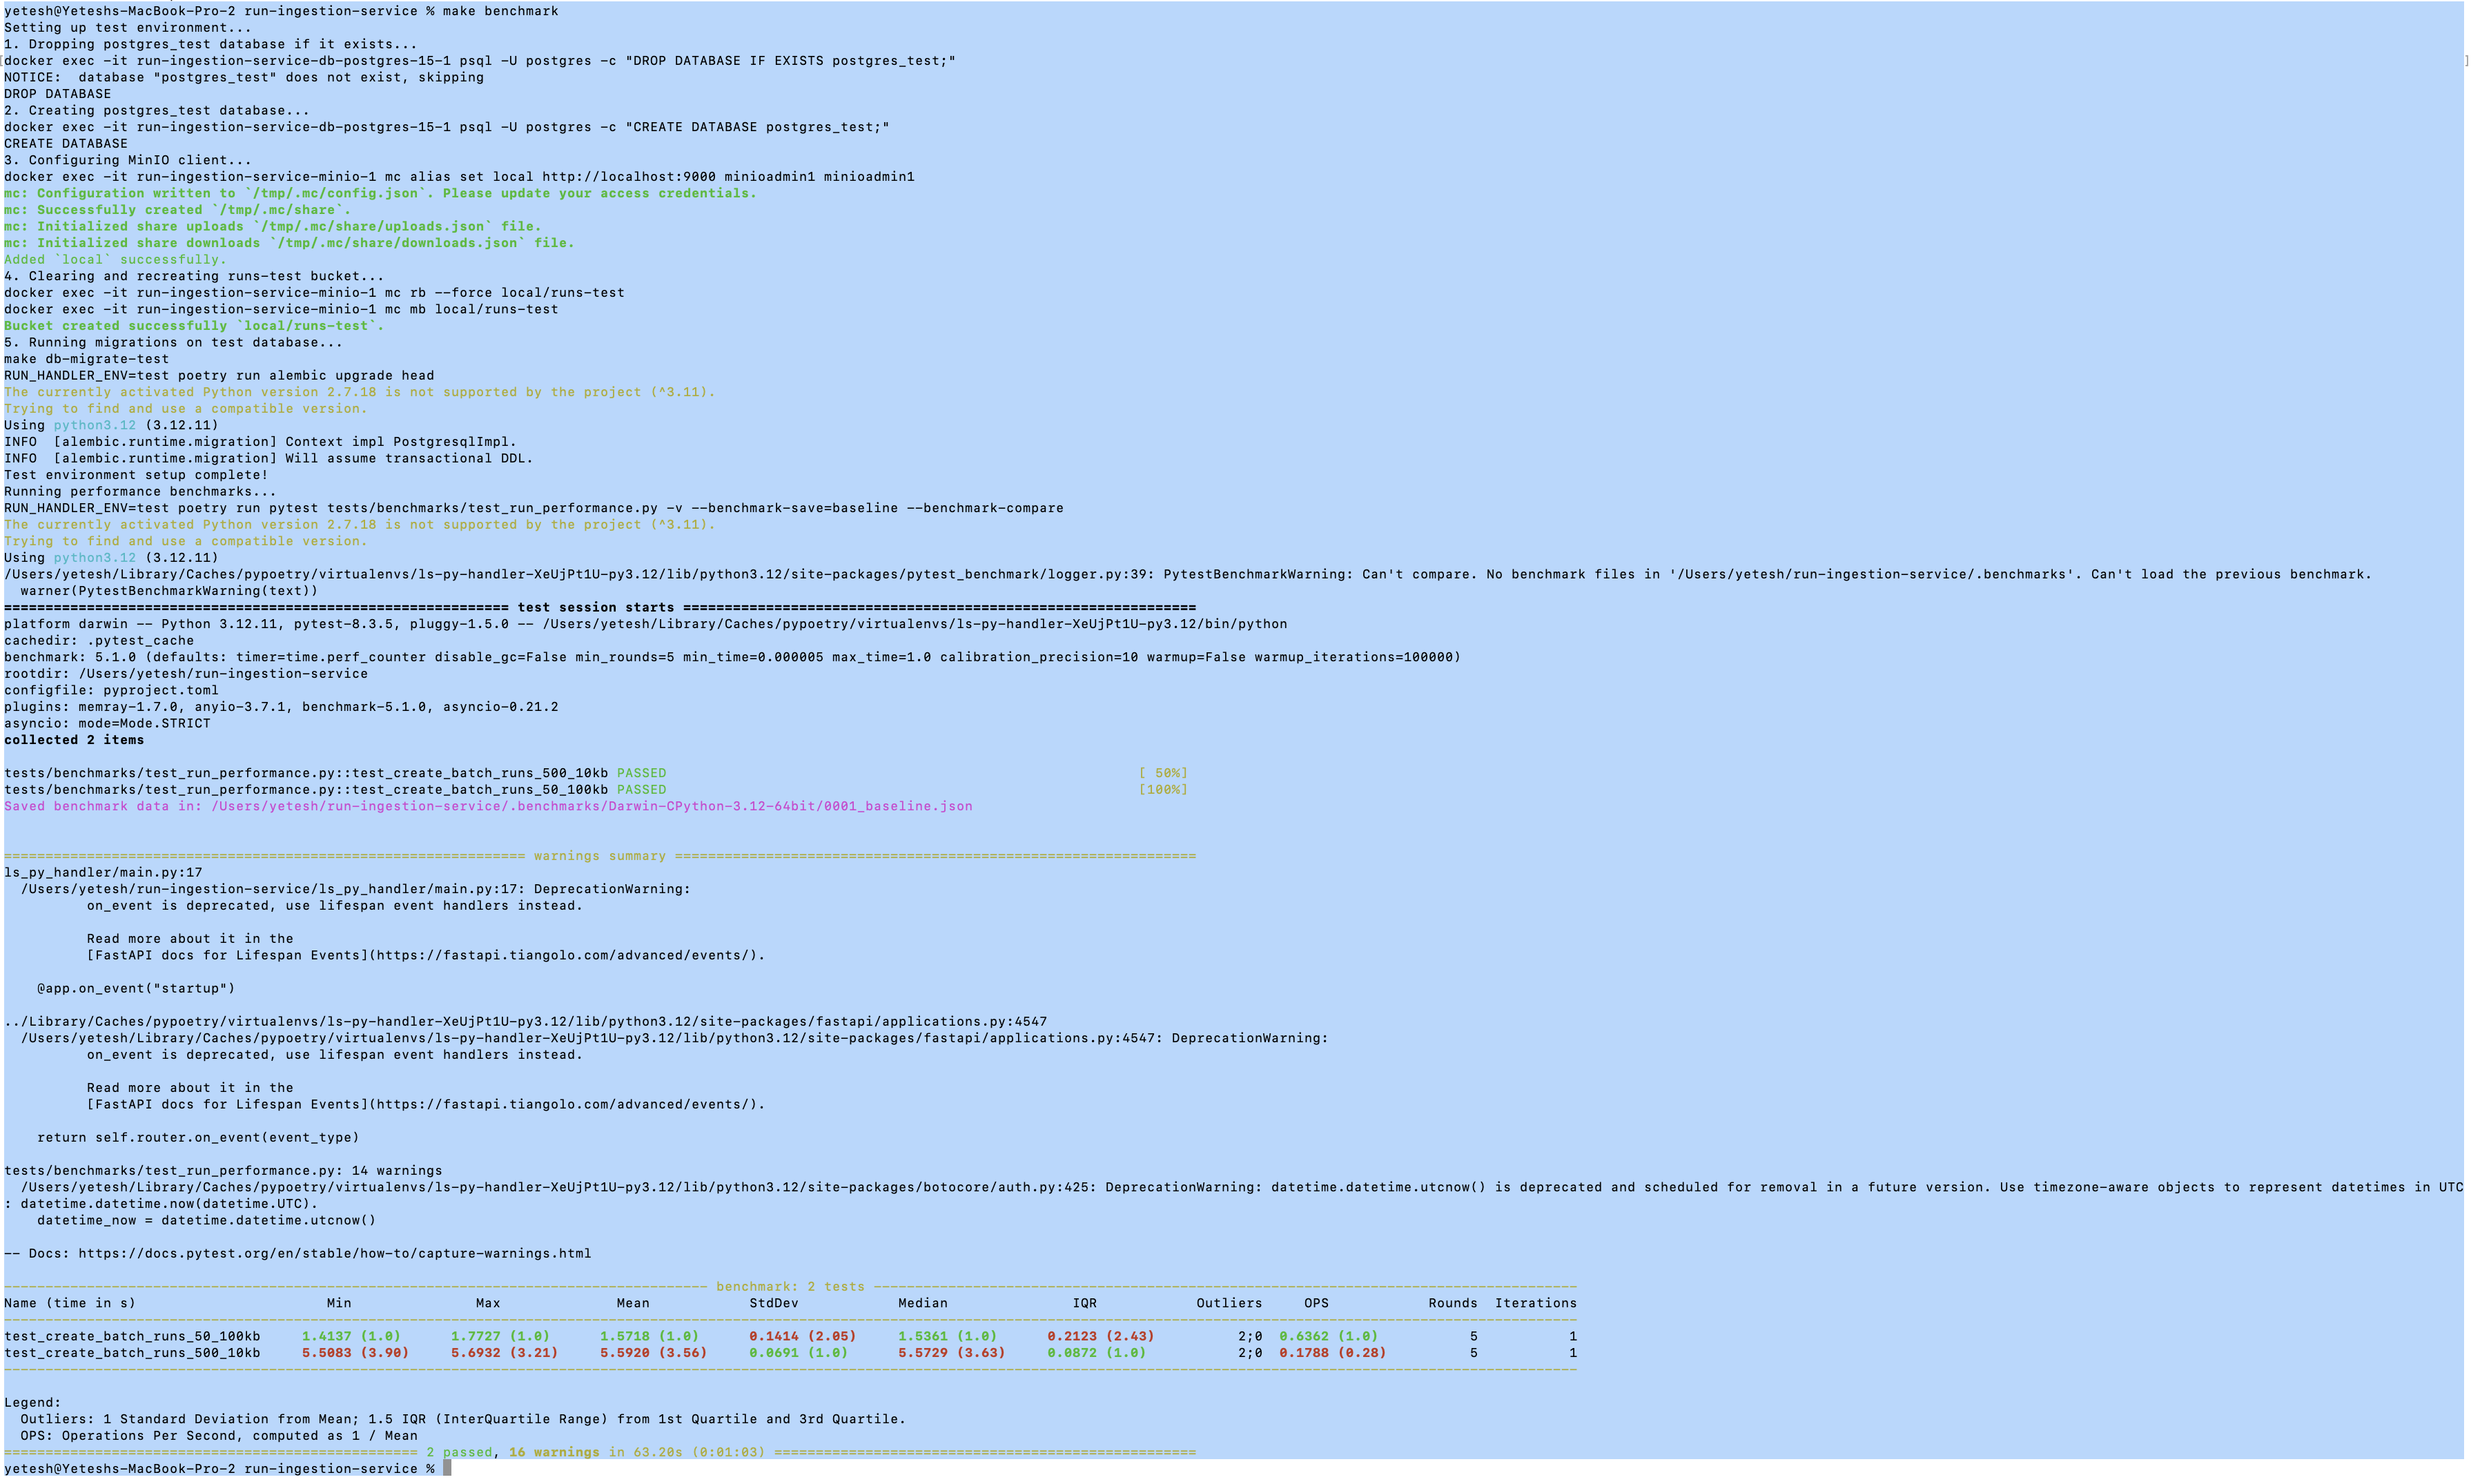 yetesh@Yeteshs-MacBook-Pro-2 run-ingestion-service % make benchmark
Setting up test environment...
1. Dropping postgres_test database if it exists...
[docker exec -it run-ingestion-service-db-postgres-15-1 psql -U postgres -c "DROP DATABASE IF EXISTS postgres_test;" ]
NOTICE:  database "postgres_test" does not exist, skipping
DROP DATABASE
2. Creating postgres_test database...
docker exec -it run-ingestion-service-db-postgres-15-1 psql -U postgres -c "CREATE DATABASE postgres_test;"
CREATE DATABASE
3. Configuring MinIO client...
docker exec -it run-ingestion-service-minio-1 mc alias set local http://localhost:9000 minioadmin1 minioadmin1
mc: Configuration written to `/tmp/.mc/config.json`. Please update your access credentials.
mc: Successfully created `/tmp/.mc/share`.
mc: Initialized share uploads `/tmp/.mc/share/uploads.json` file.
mc: Initialized share downloads `/tmp/.mc/share/downloads.json` file.
Added `local` successfully.
4. Clearing and recreating runs-test bucket...
docker exec -it run-ingestion-service-minio-1 mc rb --force local/runs-test
docker exec -it run-ingestion-service-minio-1 mc mb local/runs-test
Bucket created successfully `local/runs-test`.
5. Running migrations on test database...
make db-migrate-test
RUN_HANDLER_ENV=test poetry run alembic upgrade head
The currently activated Python version 2.7.18 is not supported by the project (^3.11).
Trying to find and use a compatible version.
Using python3.12 (3.12.11)
INFO  [alembic.runtime.migration] Context impl PostgresqlImpl.
INFO  [alembic.runtime.migration] Will assume transactional DDL.
Test environment setup complete!
Running performance benchmarks...
RUN_HANDLER_ENV=test poetry run pytest tests/benchmarks/test_run_performance.py -v --benchmark-save=baseline --benchmark-compare
The currently activated Python version 2.7.18 is not supported by the project (^3.11).
Trying to find and use a compatible version.
Using python3.12 (3.12.11)
/Users/yetesh/Library/Caches/pypoetry/virtualenvs/ls-py-handler-XeUjPt1U-py3.12/lib/python3.12/site-packages/pytest_benchmark/logger.py:39: PytestBenchmarkWarning: Can't compare. No benchmark files in '/Users/yetesh/run-ingestion-service/.benchmarks'. Can't load the previous benchmark.
  warner(PytestBenchmarkWarning(text))
============================================================= test session starts ==============================================================
platform darwin -- Python 3.12.11, pytest-8.3.5, pluggy-1.5.0 -- /Users/yetesh/Library/Caches/pypoetry/virtualenvs/ls-py-handler-XeUjPt1U-py3.12/bin/python
cachedir: .pytest_cache
benchmark: 5.1.0 (defaults: timer=time.perf_counter disable_gc=False min_rounds=5 min_time=0.000005 max_time=1.0 calibration_precision=10 warmup=False warmup_iterations=100000)
rootdir: /Users/yetesh/run-ingestion-service
configfile: pyproject.toml
plugins: memray-1.7.0, anyio-3.7.1, benchmark-5.1.0, asyncio-0.21.2
asyncio: mode=Mode.STRICT
collected 2 items
tests/benchmarks/test_run_performance.py::test_create_batch_runs_500_10kb PASSED [ 50%]
tests/benchmarks/test_run_performance.py::test_create_batch_runs_50_100kb PASSED [100%]
Saved benchmark data in: /Users/yetesh/run-ingestion-service/.benchmarks/Darwin-CPython-3.12-64bit/0001_baseline.json
=============================================================== warnings summary ===============================================================
ls_py_handler/main.py:17
  /Users/yetesh/run-ingestion-service/ls_py_handler/main.py:17: DeprecationWarning:
          on_event is deprecated, use lifespan event handlers instead.
          Read more about it in the
          [FastAPI docs for Lifespan Events](https://fastapi.tiangolo.com/advanced/events/).
    @app.on_event("startup")
../Library/Caches/pypoetry/virtualenvs/ls-py-handler-XeUjPt1U-py3.12/lib/python3.12/site-packages/fastapi/applications.py:4547
  /Users/yetesh/Library/Caches/pypoetry/virtualenvs/ls-py-handler-XeUjPt1U-py3.12/lib/python3.12/site-packages/fastapi/applications.py:4547: DeprecationWarning:
          on_event is deprecated, use lifespan event handlers instead.
          Read more about it in the
          [FastAPI docs for Lifespan Events](https://fastapi.tiangolo.com/advanced/events/).
    return self.router.on_event(event_type)
tests/benchmarks/test_run_performance.py: 14 warnings
  /Users/yetesh/Library/Caches/pypoetry/virtualenvs/ls-py-handler-XeUjPt1U-py3.12/lib/python3.12/site-packages/botocore/auth.py:425: DeprecationWarning: datetime.datetime.utcnow() is deprecated and scheduled for removal in a future version. Use timezone-aware objects to represent datetimes in UTC
: datetime.datetime.now(datetime.UTC).
    datetime_now = datetime.datetime.utcnow()
-- Docs: https://docs.pytest.org/en/stable/how-to/capture-warnings.html
------------------------------------------------------------------------------------- benchmark: 2 tests -------------------------------------------------------------------------------------
Name (time in s) Min Max Mean StdDev Median IQR Outliers OPS Rounds Iterations
test_create_batch_runs_50_100kb 1.4137 (1.0) 1.7727 (1.0) 1.5718 (1.0) 0.1414 (2.05) 1.5361 (1.0) 0.2123 (2.43) 2;0 0.6362 (1.0) 5 1
test_create_batch_runs_500_10kb 5.5083 (3.90) 5.6932 (3.21) 5.5920 (3.56) 0.0691 (1.0) 5.5729 (3.63) 0.0872 (1.0) 2;0 0.1788 (0.28) 5 1
Legend:
  Outliers: 1 Standard Deviation from Mean; 1.5 IQR (InterQuartile Range) from 1st Quartile and 3rd Quartile.
  OPS: Operations Per Second, computed as 1 / Mean
================================================== 2 passed, 16 warnings in 63.20s (0:01:03) ===================================================
yetesh@Yeteshs-MacBook-Pro-2 run-ingestion-service %